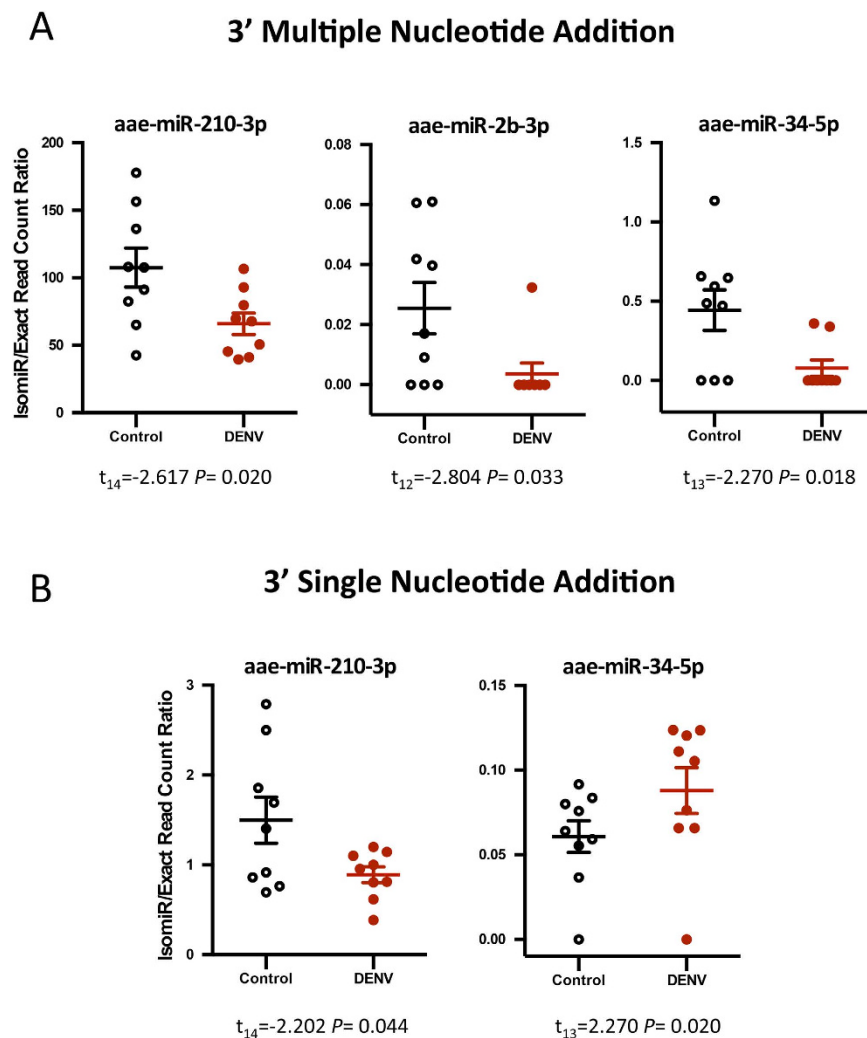 A
3’ Multiple Nucleotide Addition
aae-miR-210-3p
aae-miR-2b-3p
aae-miR-34-5p
IsomiR/Exact Read Count Ratio
200
150
100
50
0
0.08
0.06
0.04
0.02
0.00
1.5
1.0
0.5
0.0
Control DENV
Control DENV
Control DENV
t14=-2.617 P= 0.020
t12=-2.804 P= 0.033
t13=-2.270 P= 0.018
B
3’ Single Nucleotide Addition
aae-miR-210-3p
aae-miR-34-5p
IsomiR/Exact Read Count Ratio
3
2
1
0
0.15
0.10
0.05
0.00
Control DENV
Control DENV
t14=-2.202 P= 0.044
t13=2.270 P= 0.020